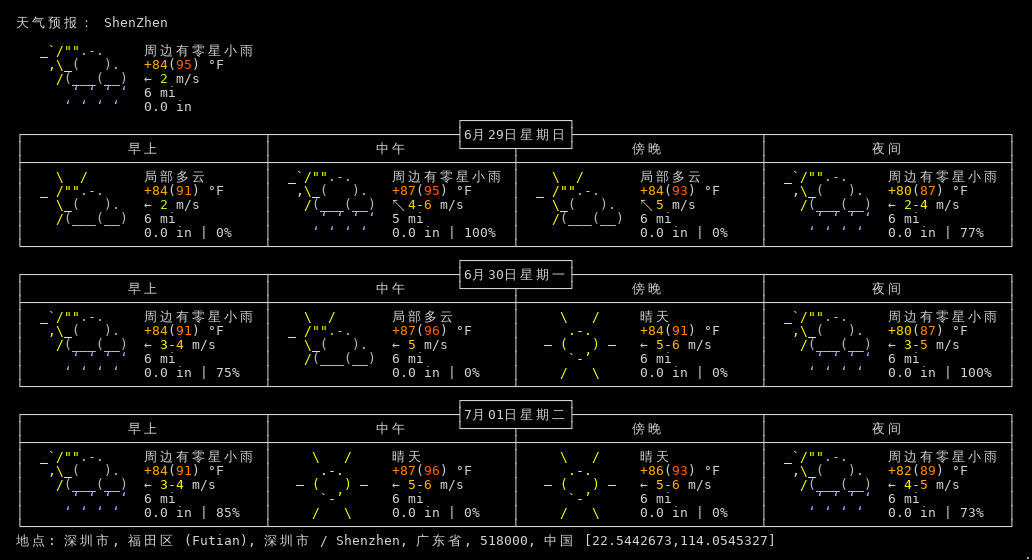 天气预报： ShenZhen
周边有零星小雨
+84(95) °F
← 2 m/s
6 mi
0.0 in
6月29日星期日
早上 中午 傍晚 夜间
局部多云 周边有零星小雨 局部多云 周边有零星小雨
+84(91) °F +87(95) °F +84(93) °F +80(87) °F
← 2 m/s ↖ 4-6 m/s ↖ 5 m/s ← 2-4 m/s
6 mi 5 mi 6 mi 6 mi
0.0 in | 0% 0.0 in | 100% 0.0 in | 0% 0.0 in | 77%
6月30日星期一
早上 中午 傍晚 夜间
周边有零星小雨 局部多云 晴天 周边有零星小雨
+84(91) °F +87(96) °F +84(91) °F +80(87) °F
← 3-4 m/s ← 5 m/s ← 5-6 m/s ← 3-5 m/s
6 mi 6 mi 6 mi 6 mi
0.0 in | 75% 0.0 in | 0% 0.0 in | 0% 0.0 in | 100%
7月01日星期二
早上 中午 傍晚 夜间
周边有零星小雨 晴天 晴天 周边有零星小雨
+84(91) °F +87(96) °F +86(93) °F +82(89) °F
← 3-4 m/s ← 5-6 m/s ← 5-6 m/s ← 4-5 m/s
6 mi 6 mi 6 mi 6 mi
0.0 in | 85% 0.0 in | 0% 0.0 in | 0% 0.0 in | 73%
地点: 深圳市, 福田区 (Futian), 深圳市 / Shenzhen, 广东省, 518000, 中国 [22.5442673,114.0545327]